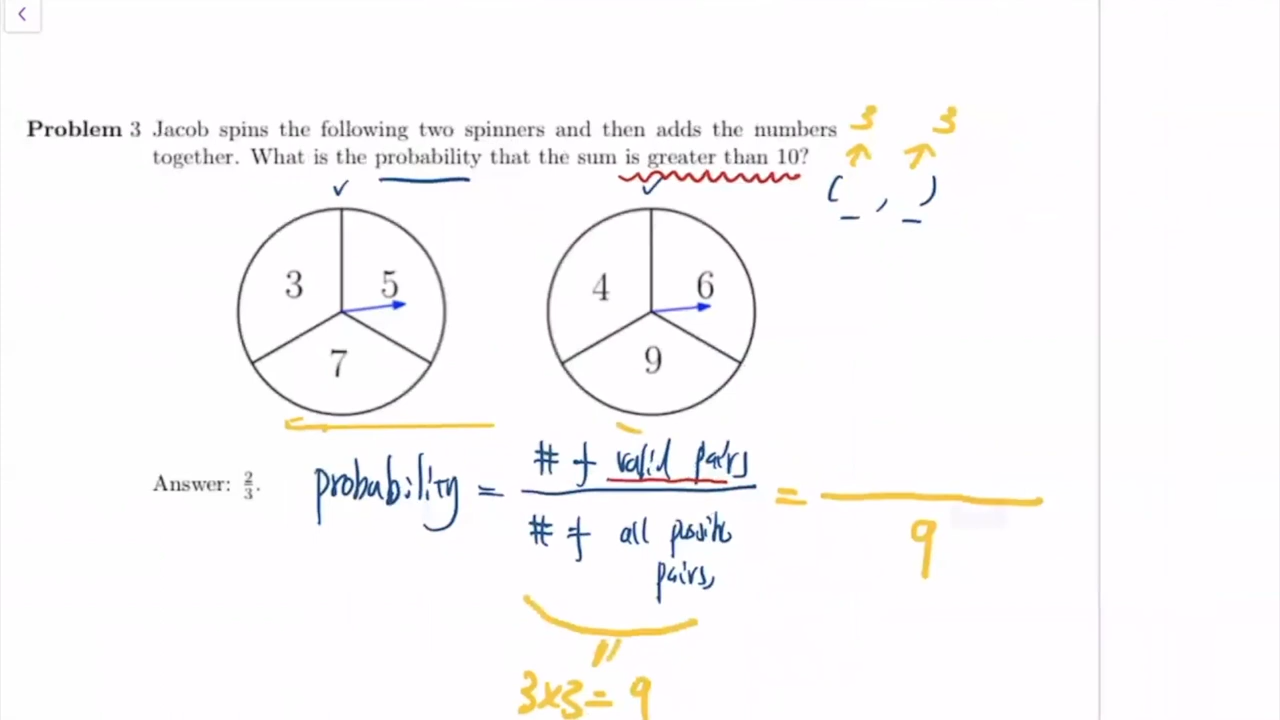 Problem 3 Jacob spins the following two spinners and then adds the numbers
together. What is the probability that the sum is greater than 10?
3 3
( _ , _ )
3 5
7
4 6
9
Answer: 2/3.
probability = # of valid pairs / # of all possible pairs = / 9
3x3 = 9